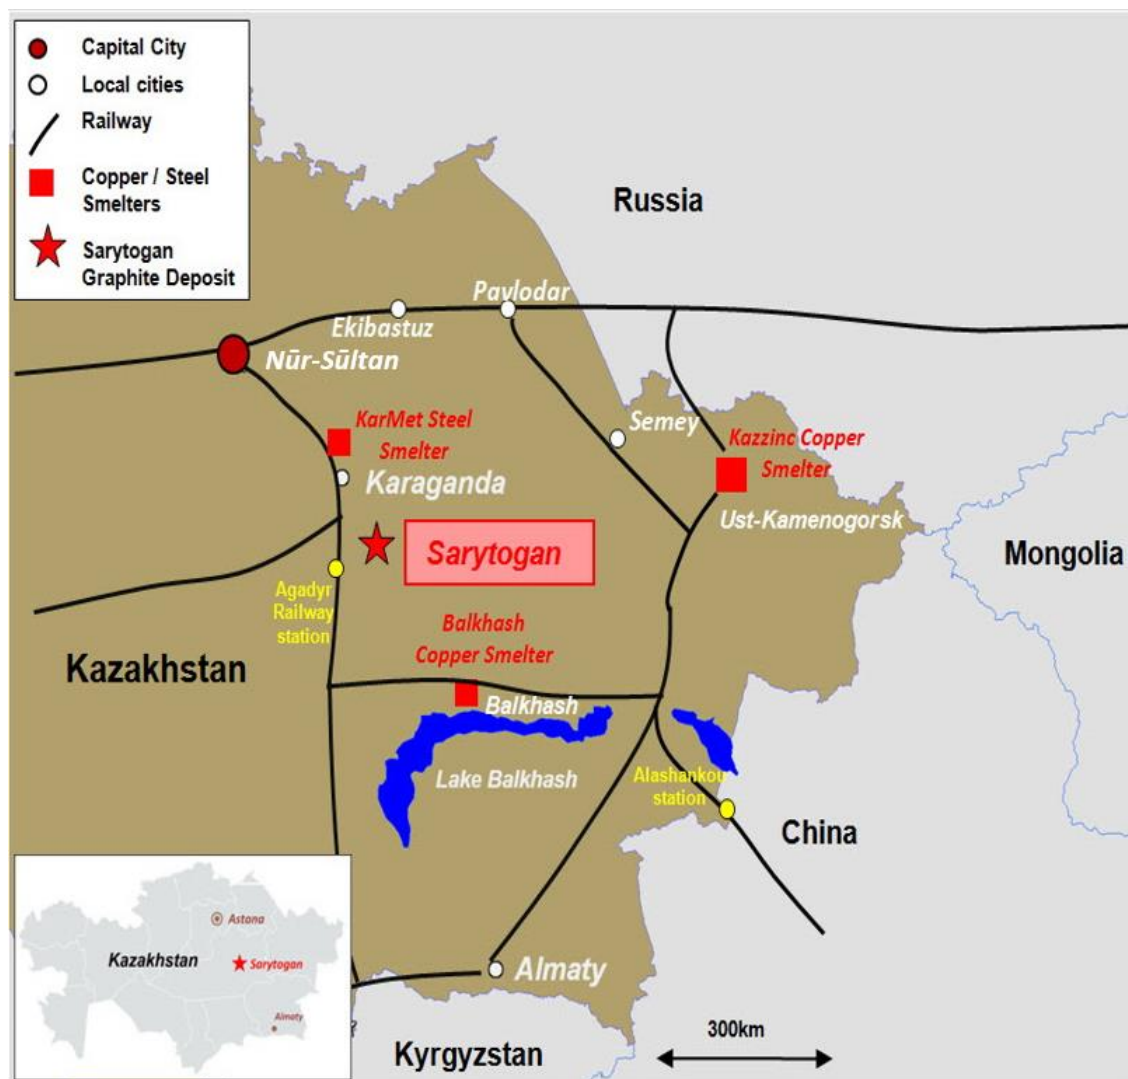 Capital City
Local cities
Railway
Copper / Steel
Smelters
Sarytogan
Graphite Deposit
Russia
Pavlodar
Ekibastuz
Nūr-Sūltan
KarMet Steel
Smelter
Semey
Kazzinc Copper
Smelter
Karaganda
Ust-Kamenogorsk
Mongolia
Sarytogan
Agadyr
Railway
station
Balkhash
Copper Smelter
Kazakhstan
Balkhash
Lake Balkhash
Alashankou
station
China
Astana
Kazakhstan
Sarytogan
Almaty
Almaty
300km
Kyrgyzstan